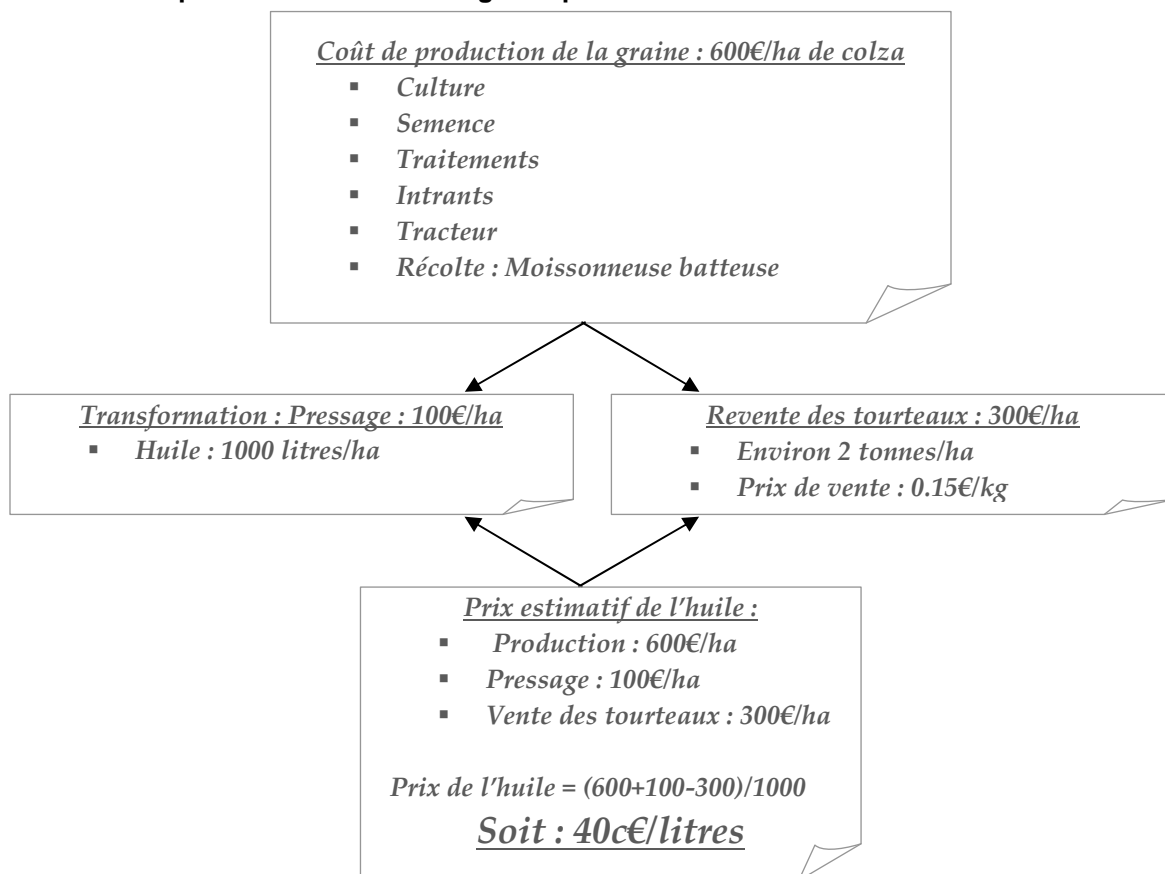 Coût de production de la graine : 600€/ha de colza
▪ Culture
▪ Semence
▪ Traitements
▪ Intrants
▪ Tracteur
▪ Récolte : Moissonneuse batteuse
Transformation : Pressage : 100€/ha
▪ Huile : 1000 litres/ha
Revente des tourteaux : 300€/ha
▪ Environ 2 tonnes/ha
▪ Prix de vente : 0.15€/kg
Prix estimatif de l’huile :
▪ Production : 600€/ha
▪ Pressage : 100€/ha
▪ Vente des tourteaux : 300€/ha
Prix de l’huile = (600+100-300)/1000
Soit : 40c€/litres